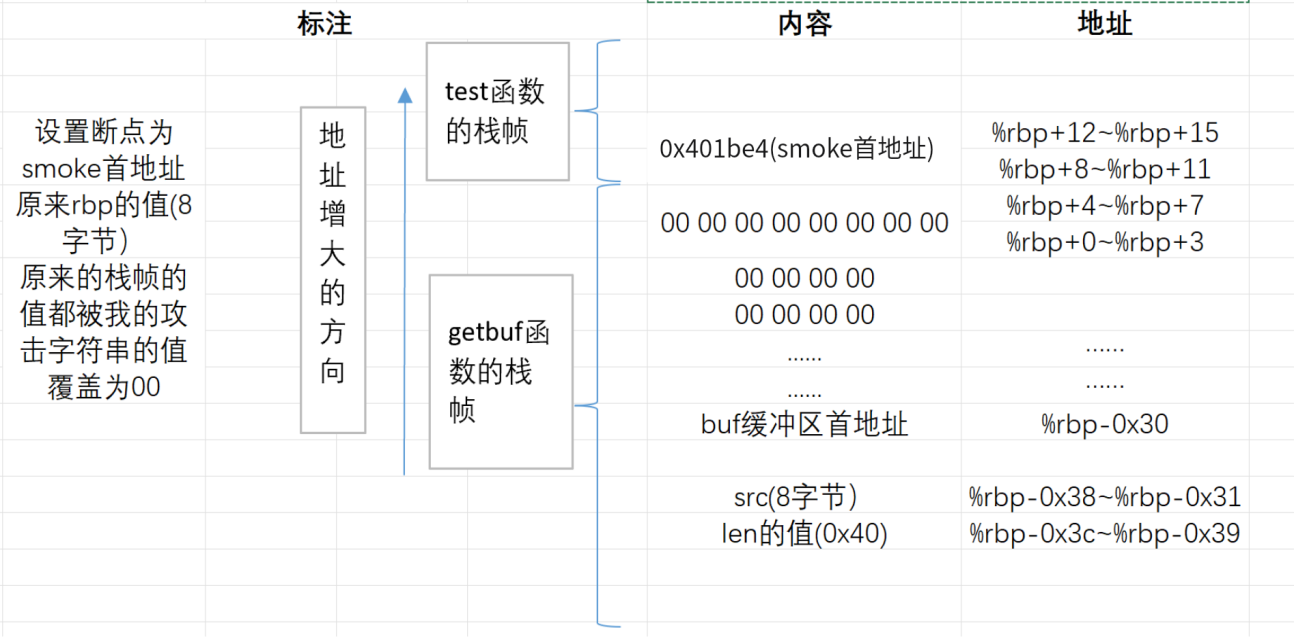 标注
内容
地址
设置断点为
smoke首地址
原来rbp的值(8
字节)
原来的栈帧的
值都被我的攻
击字符串的值
覆盖为00
地
址
增
大
的
方
向
test函数
的栈帧
getbuf函
数的栈
帧
0x401be4(smoke首地址)
00 00 00 00 00 00 00 00
00 00 00 00
00 00 00 00
......
......
buf缓冲区首地址
src(8字节)
len的值(0x40)
%rbp+12~%rbp+15
%rbp+8~%rbp+11
%rbp+4~%rbp+7
%rbp+0~%rbp+3
......
......
%rbp-0x30
%rbp-0x38~%rbp-0x31
%rbp-0x3c~%rbp-0x39